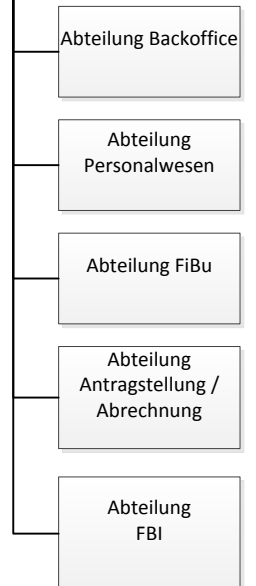 Abteilung Backoffice
Abteilung
Personalwesen
Abteilung FiBu
Abteilung
Antragstellung /
Abrechnung
Abteilung
FBI